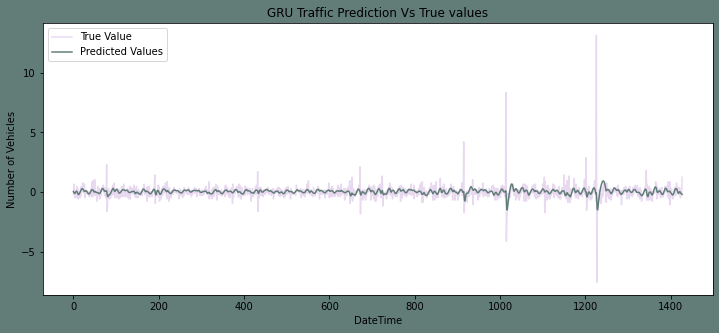 GRU Traffic Prediction Vs True values
True Value
Predicted Values
Number of Vehicles
10
5
0
−5
0 200 400 600 800 1000 1200 1400
DateTime